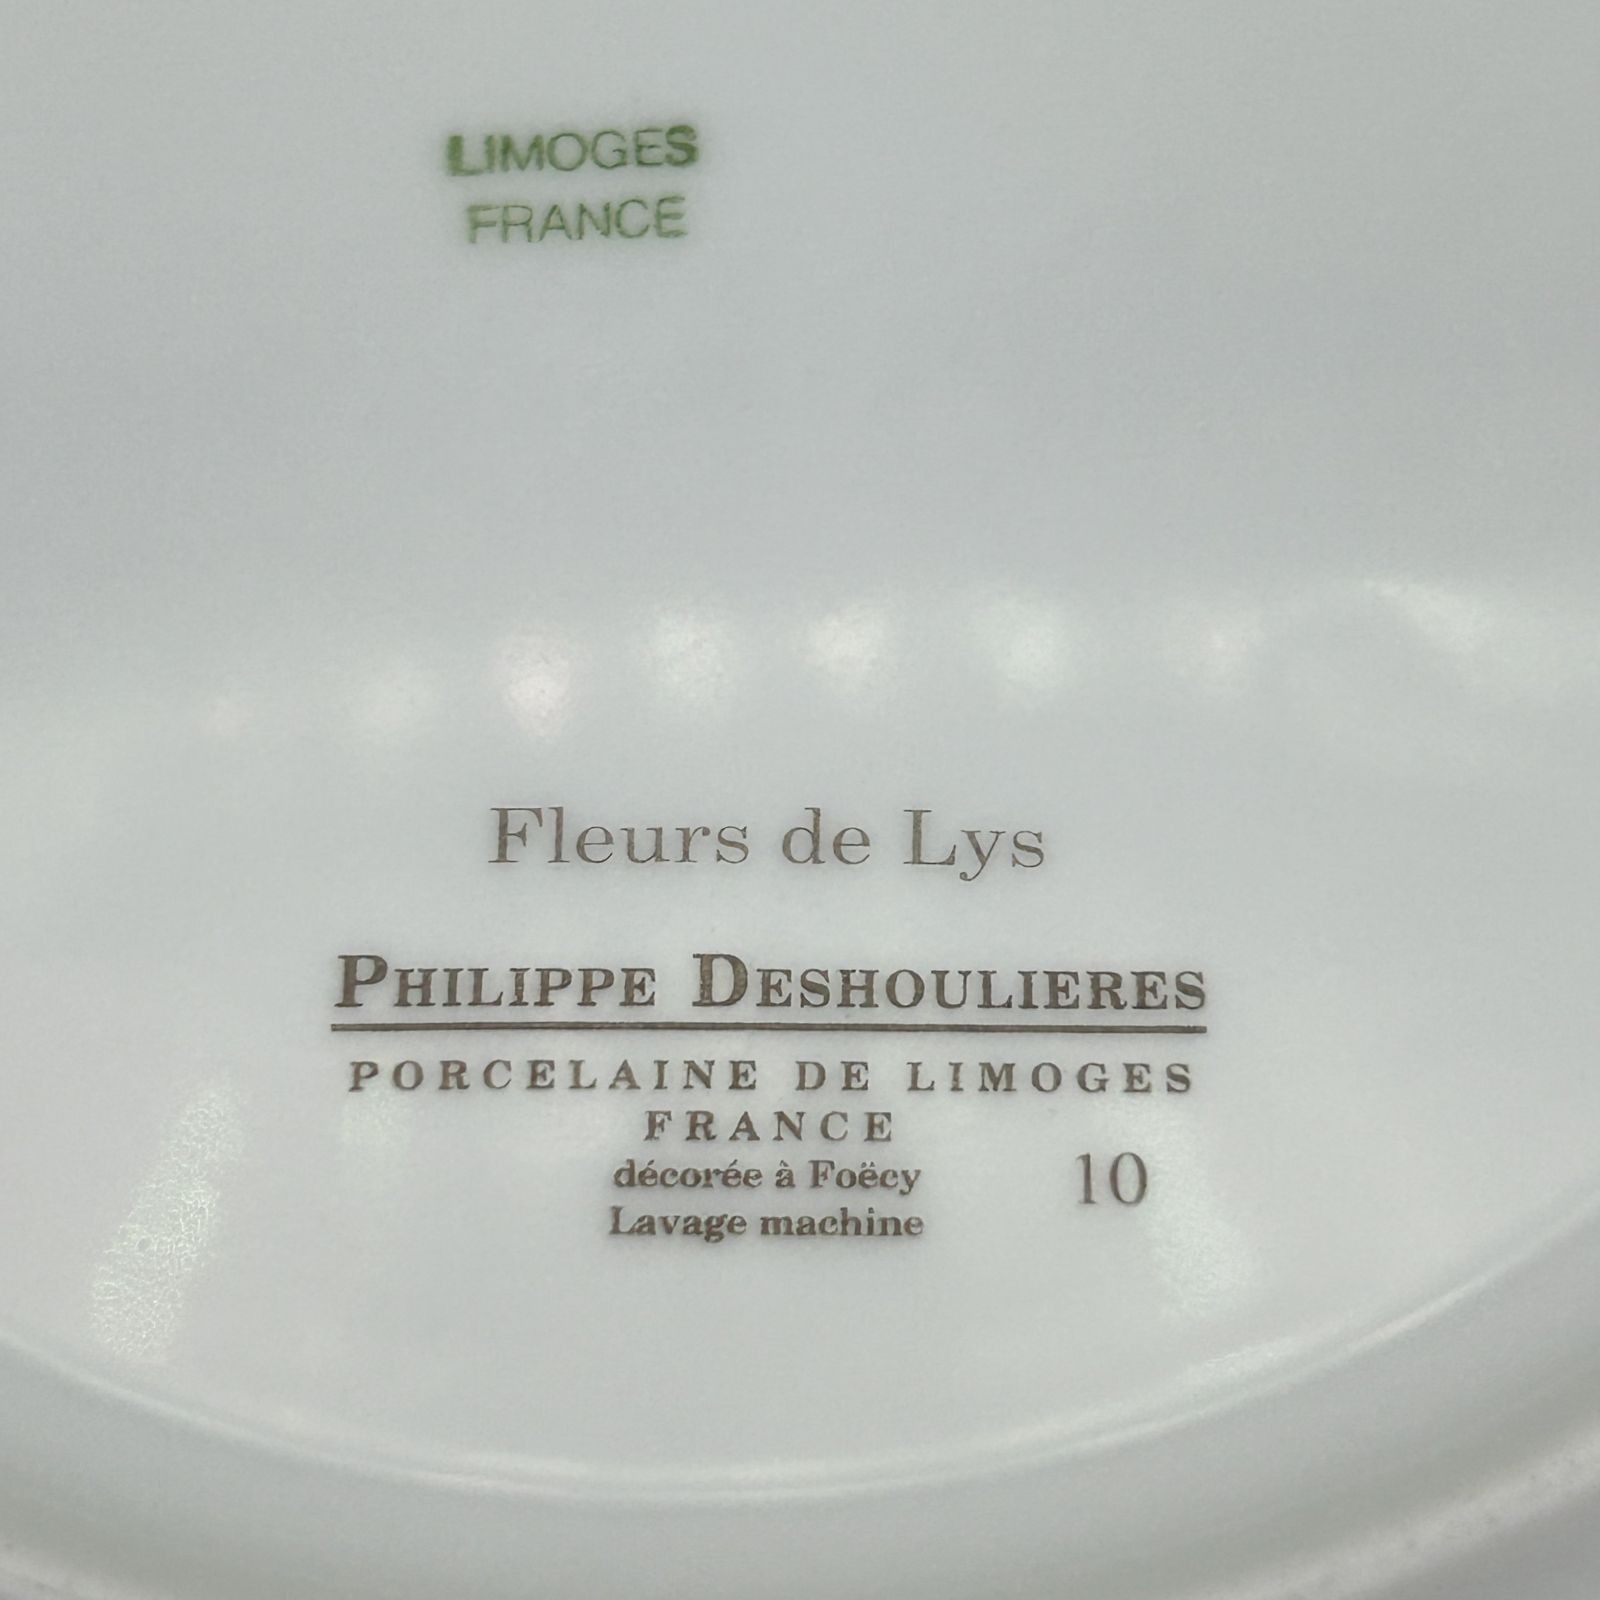 LIMOGES
FRANCE
Fleurs de Lys
PHILIPPE DESHOULIERES
PORCELAINE DE LIMOGES
FRANCE
décorée à Foëcy
10
Lavage machine